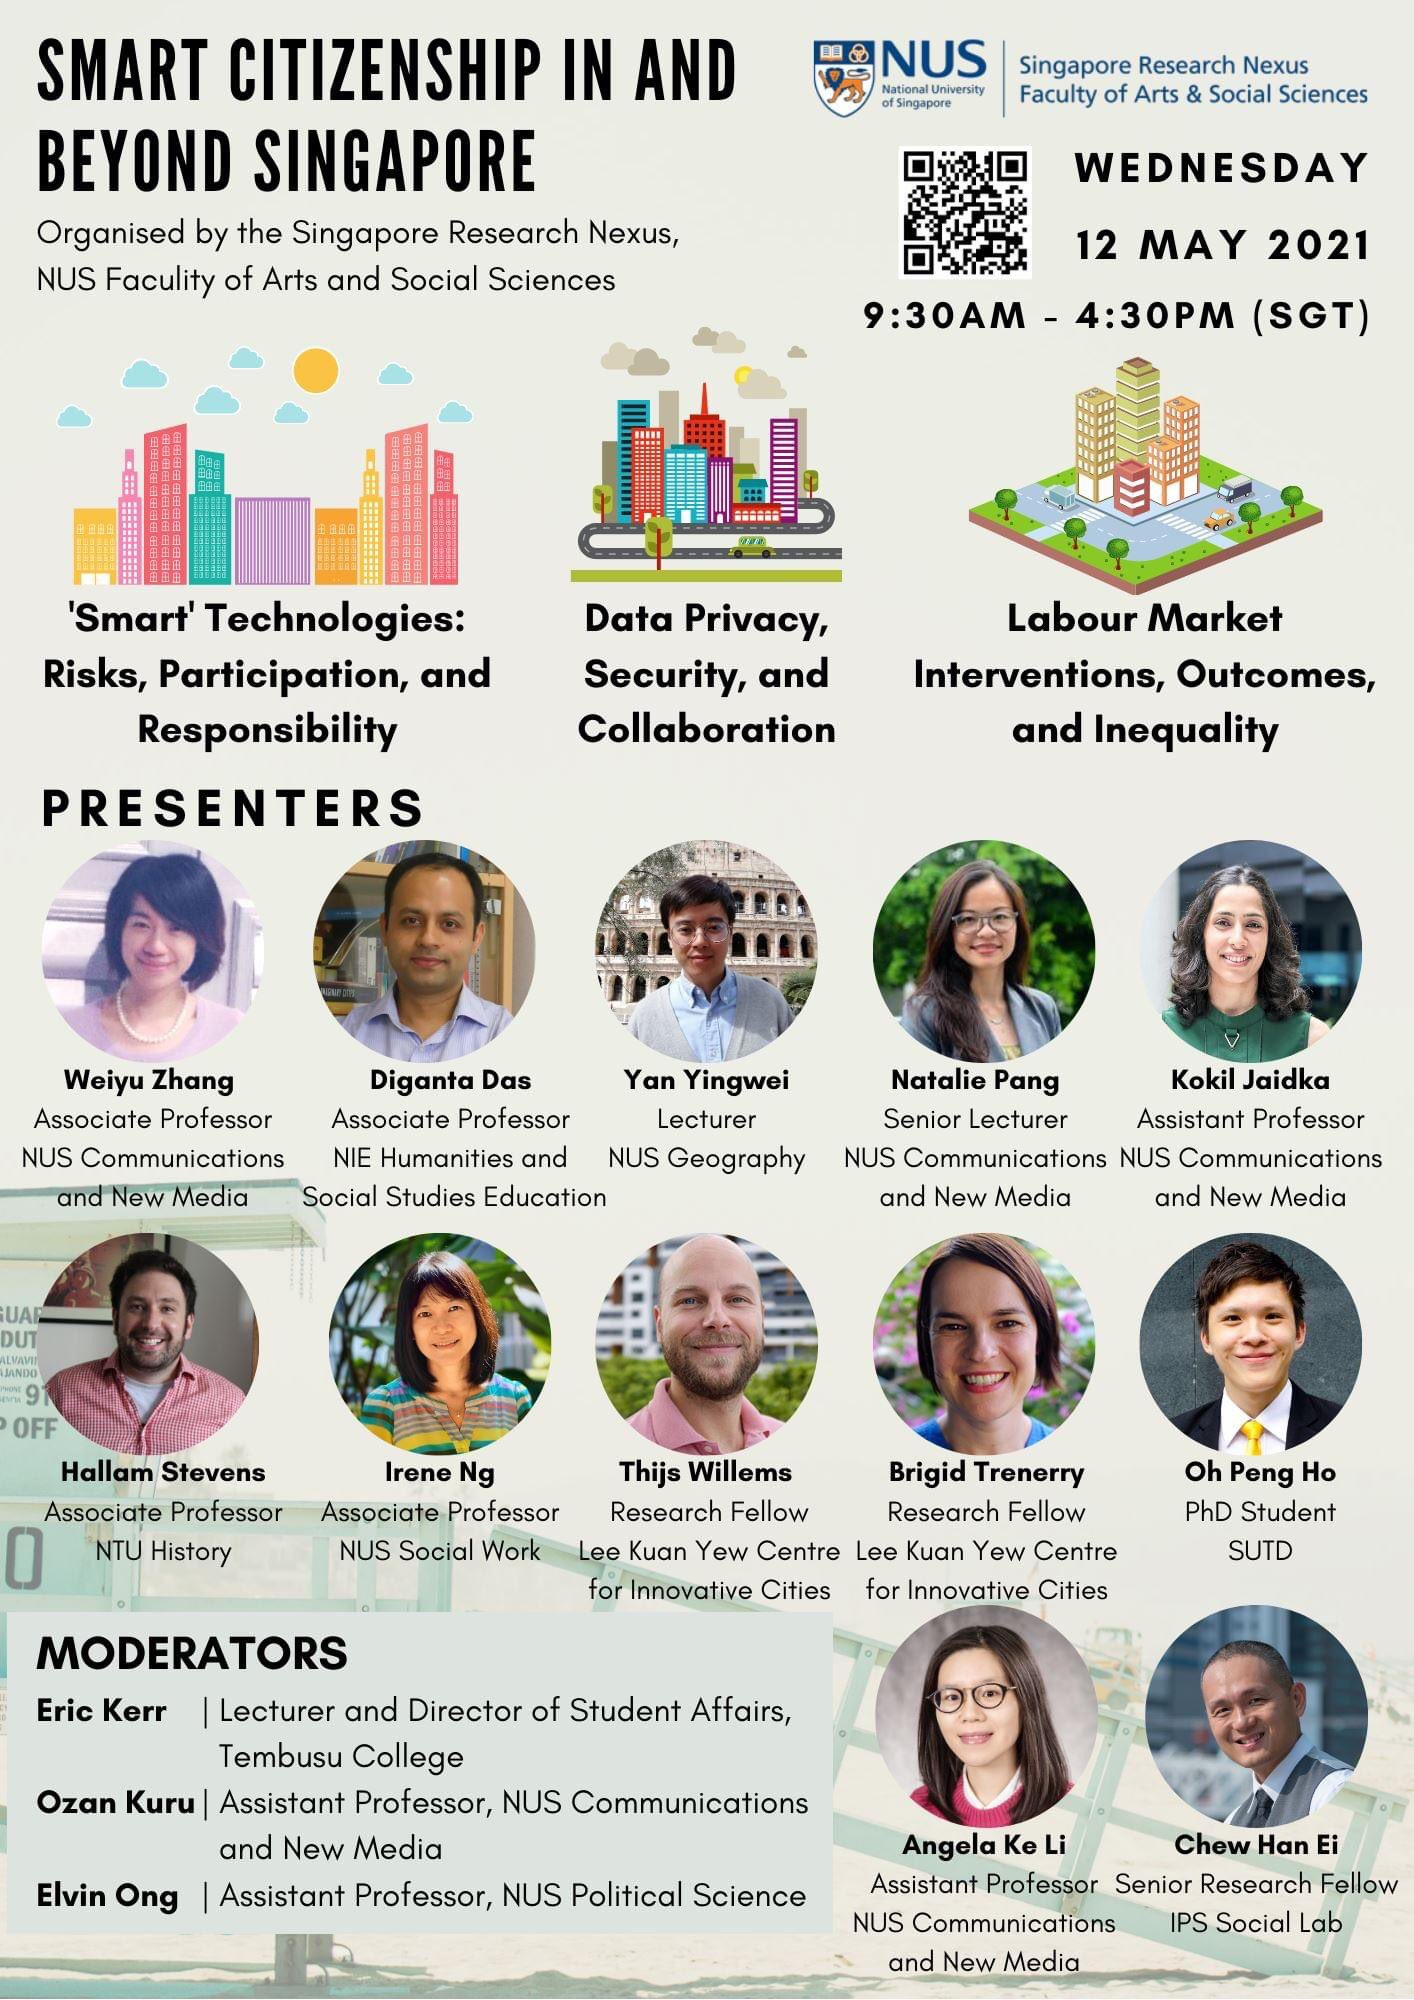 SMART CITIZENSHIP IN AND
BEYOND SINGAPORE
Organised by the Singapore Research Nexus,
NUS Faculity of Arts and Social Sciences
NUS
National University
of Singapore
Singapore Research Nexus
Faculty of Arts & Social Sciences
WEDNESDAY
12 MAY 2021
9:30AM - 4:30PM (SGT)
'Smart' Technologies:
Risks, Participation, and
Responsibility
Data Privacy,
Security, and
Collaboration
Labour Market
Interventions, Outcomes,
and Inequality
PRESENTERS
IMAGINARY CITIES
Weiyu Zhang
Associate Professor
NUS Communications
and New Media
Diganta Das
Associate Professor
NIE Humanities and
Social Studies Education
Yan Yingwei
Lecturer
NUS Geography
Natalie Pang
Senior Lecturer
NUS Communications
and New Media
Kokil Jaidka
Assistant Professor
NUS Communications
and New Media
Hallam Stevens
Associate Professor
NTU History
Irene Ng
Associate Professor
NUS Social Work
Thijs Willems
Research Fellow
Lee Kuan Yew Centre
for Innovative Cities
Brigid Trenerry
Research Fellow
Lee Kuan Yew Centre
for Innovative Cities
Oh Peng Ho
PhD Student
SUTD
GUAR
DUT
91
P OFF
0
MODERATORS
Eric Kerr | Lecturer and Director of Student Affairs,
Tembusu College
Ozan Kuru | Assistant Professor, NUS Communications
and New Media
Elvin Ong | Assistant Professor, NUS Political Science
Angela Ke Li
Assistant Professor
NUS Communications
and New Media
Chew Han Ei
Senior Research Fellow
IPS Social Lab